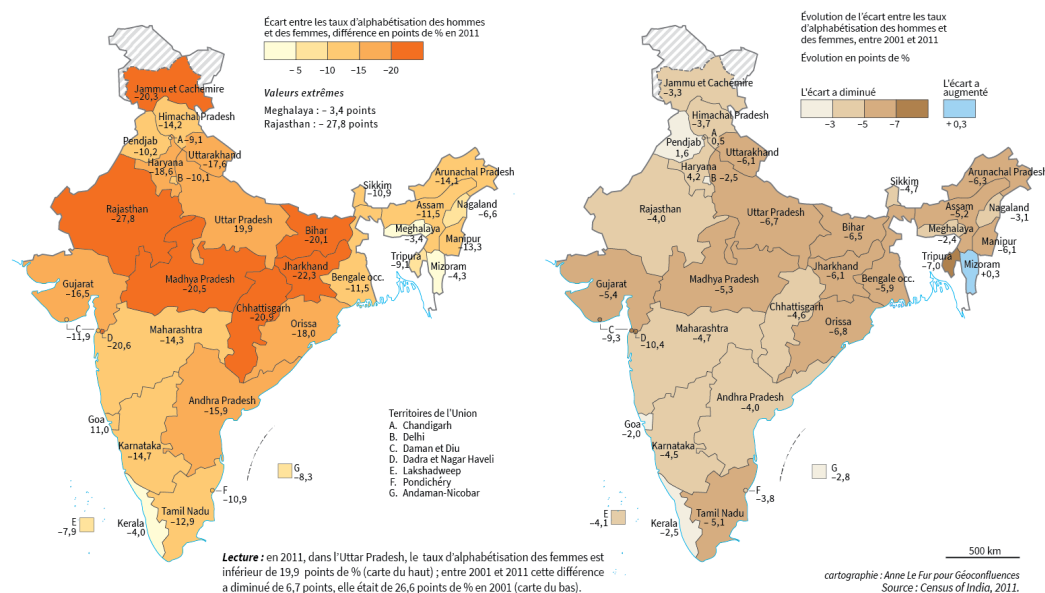 Écart entre les taux d'alphabétisation des hommes
et des femmes, différence en points de % en 2011
−5 −10 −15 −20
Valeurs extrêmes
Meghalaya : − 3,4 points
Rajasthan : − 27,8 points
Jammu et Cachemire
−20,3
Himachal Pradesh
−14,2
Pendjab
−10,2
A −9,1
Uttarakhand
−17,6
Haryana
−18,6
B −10,1
Rajasthan
−27,8
Uttar Pradesh
19,9
Bihar
−20,1
Sikkim
−10,9
Arunachal Pradesh
−14,1
Assam
−11,5
Nagaland
−6,6
Meghalaya
−3,4
Manipur
+13,3
Tripura
−9,1
Mizoram
−4,3
Jharkhand
−22,3
Bengale occ.
−11,5
Gujarat
−16,5
Madhya Pradesh
−20,5
Chhattisgarh
−20,9
Orissa
−18,0
C
−11,9
D
−20,6
Maharashtra
−14,3
Andhra Pradesh
−15,9
Goa
11,0
Karnataka
−14,7
G
−8,3
F
−10,9
Tamil Nadu
−12,9
E
−7,9
Kerala
−4,0
Territoires de l'Union
A. Chandigarh
B. Delhi
C. Daman et Diu
D. Dadra et Nagar Haveli
E. Lakshadweep
F. Pondichéry
G. Andaman-Nicobar
Évolution de l'écart entre les taux
d'alphabétisation des hommes et
des femmes, entre 2001 et 2011
Évolution en points de %
L'écart a diminué
−3 −5 −7
L'écart a
augmenté
+ 0,3
Jammu et Cachemire
−3,3
Himachal Pradesh
−3,7
Pendjab
1,6
A
0,5
Uttarakhand
−6,1
Haryana
4,2
B −2,5
Rajasthan
−4,0
Uttar Pradesh
−6,7
Bihar
−6,5
Sikkim
−4,7
Arunachal Pradesh
−6,3
Assam
−5,2
Nagaland
−3,1
Meghalaya
−2,4
Manipur
−6,1
Tripura
−7,0
Mizoram
+0,3
Jharkhand
−6,1
Bengale occ.
−5,9
Gujarat
−5,4
Madhya Pradesh
−5,3
Chhattisgarh
−4,6
Orissa
−6,8
C
−9,3
D
−10,4
Maharashtra
−4,7
Andhra Pradesh
−4,0
Goa
−2,0
Karnataka
−4,5
G
−2,8
F
−3,8
Tamil Nadu
− 5,1
E
−4,1
Kerala
−2,5
500 km
Lecture : en 2011, dans l'Uttar Pradesh, le taux d'alphabétisation des femmes est
inférieur de 19,9 points de % (carte du haut) ; entre 2001 et 2011 cette différence
a diminué de 6,7 points, elle était de 26,6 points de % en 2001 (carte du bas).
cartographie : Anne Le Fur pour Géoconfluences
Source : Census of India, 2011.